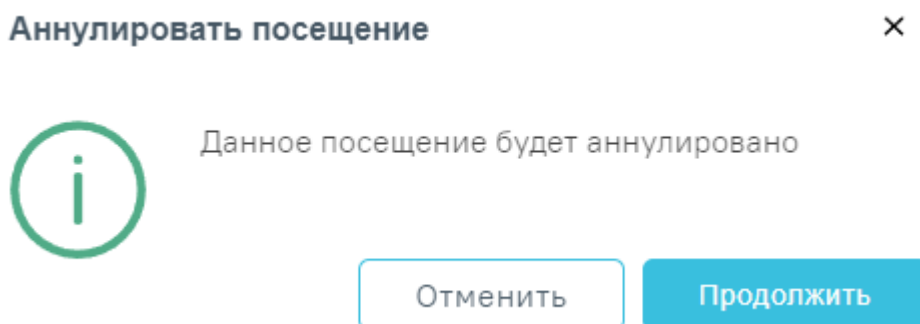 Аннулировать посещение
Данное посещение будет аннулировано
Отменить
Продолжить